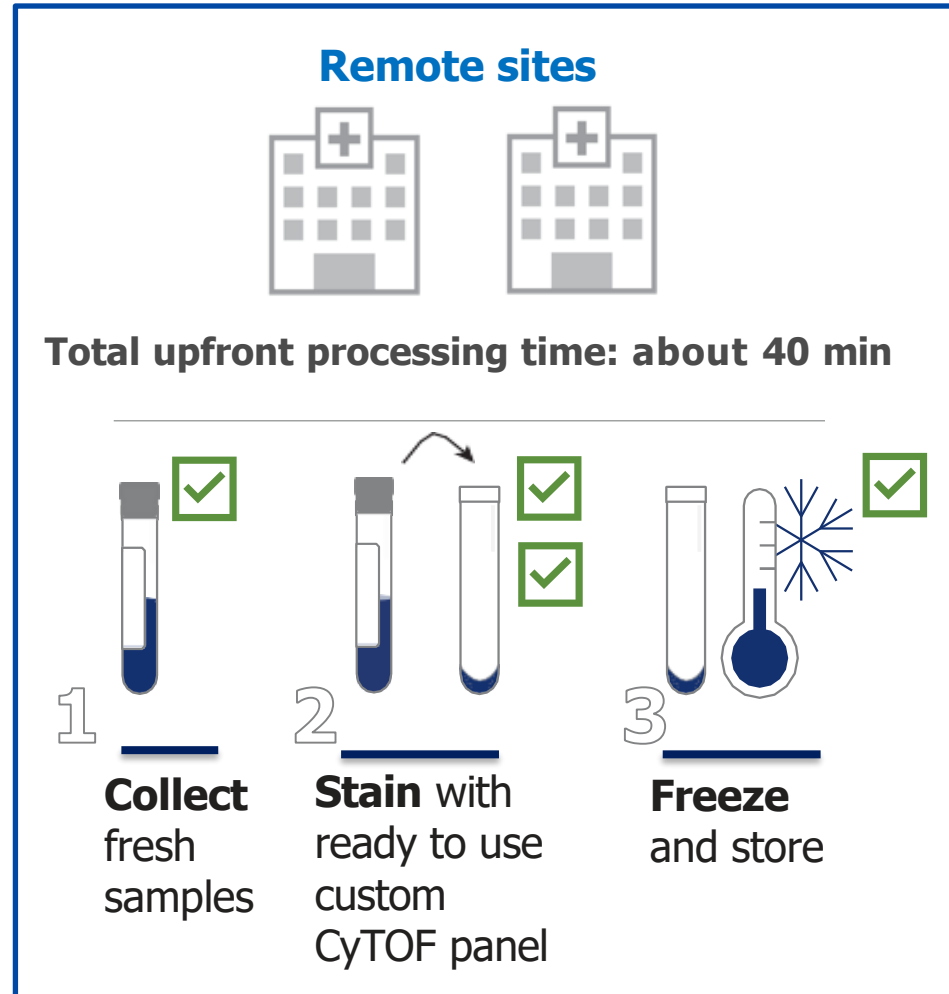 Remote sites
Total upfront processing time: about 40 min
1
Collect
fresh
samples
2
Stain with
ready to use
custom
CyTOF panel
3
Freeze
and store